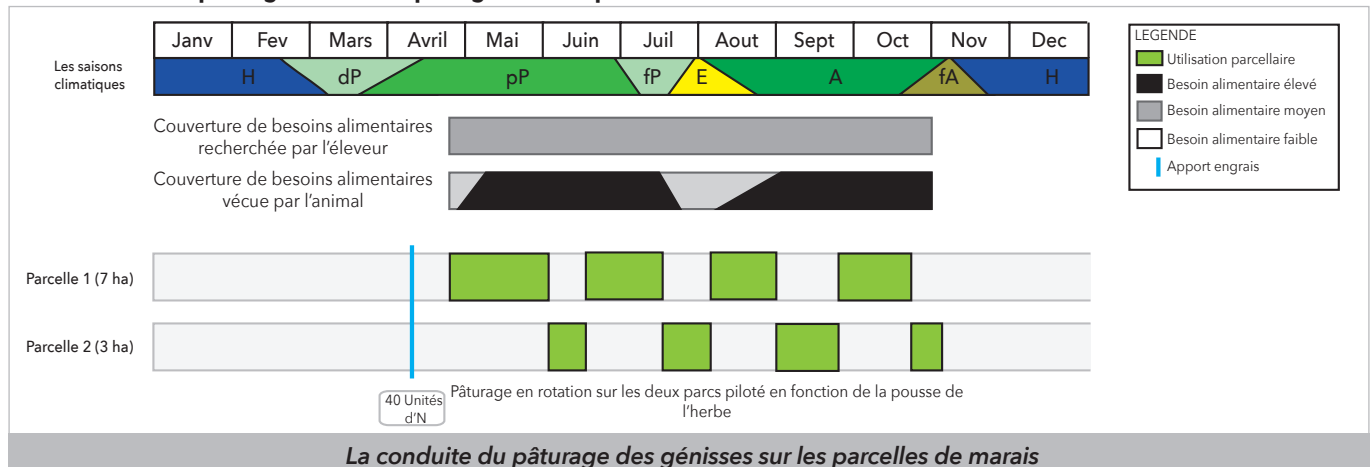 Janv Fev Mars Avril Mai Juin Juil Aout Sept Oct Nov Dec
Les saisons
climatiques
H dP pP fP E A fA H
LEGENDE
Utilisation parcellaire
Besoin alimentaire élevé
Besoin alimentaire moyen
Besoin alimentaire faible
Apport engrais
Couverture de besoins alimentaires
recherchée par l'éleveur
Couverture de besoins alimentaires
vécue par l'animal
Parcelle 1 (7 ha)
Parcelle 2 (3 ha)
40 Unités
d'N
Pâturage en rotation sur les deux parcs piloté en fonction de la pousse de
l'herbe
La conduite du pâturage des génisses sur les parcelles de marais